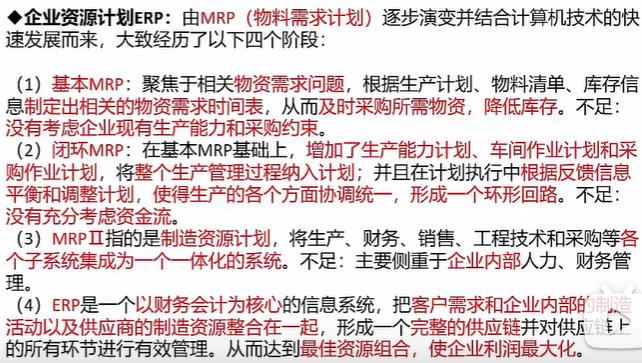 ◆企业资源计划ERP：由MRP（物料需求计划）逐步演变并结合计算机技术的快
速发展而来，大致经历了以下四个阶段：
（1）基本MRP：聚焦于相关物资需求问题，根据生产计划、物料清单、库存信
息制定出相关的物资需求时间表，从而及时采购所需物资，降低库存。不足：
没有考虑企业现有生产能力和采购约束。
（2）闭环MRP：在基本MRP基础上，增加了生产能力计划、车间作业计划和采
购作业计划，将整个生产管理过程纳入计划；并且在计划执行中根据反馈信息
平衡和调整计划，使得生产的各个方面协调统一，形成一个环形回路。不足：
没有充分考虑资金流。
（3）MRPⅡ指的是制造资源计划，将生产、财务、销售、工程技术和采购等各
个子系统集成为一个一体化的系统。不足：主要侧重于企业内部人力、财务管
理。
（4）ERP是一个以财务会计为核心的信息系统，把客户需求和企业内部的制造
活动以及供应商的制造资源整合在一起，形成一个完整的供应链并对供应链上
的所有环节进行有效管理。从而达到最佳资源组合，使企业利润最大化。